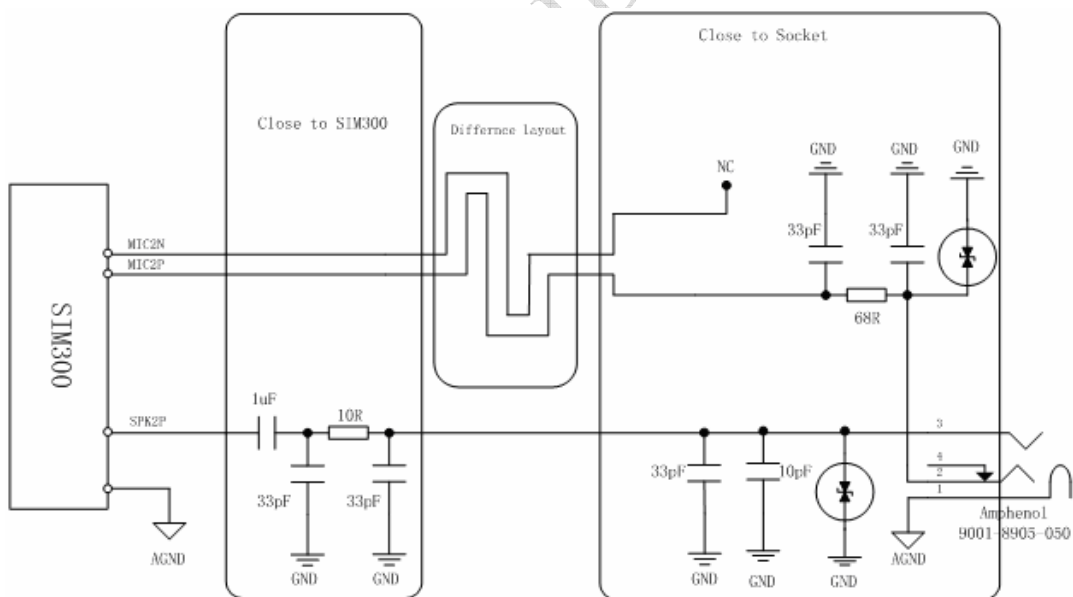 Close to Socket
Close to SIM300
Differnce layout
GND
GND
GND
NC
33pF
33pF
MIC2N
MIC2P
68R
SIM300
1uF
10R
SPK2P
3
4
2
1
33pF
33pF
33pF
10pF
Amphenol
9001-8905-050
AGND
GND
GND
GND
GND
GND
AGND